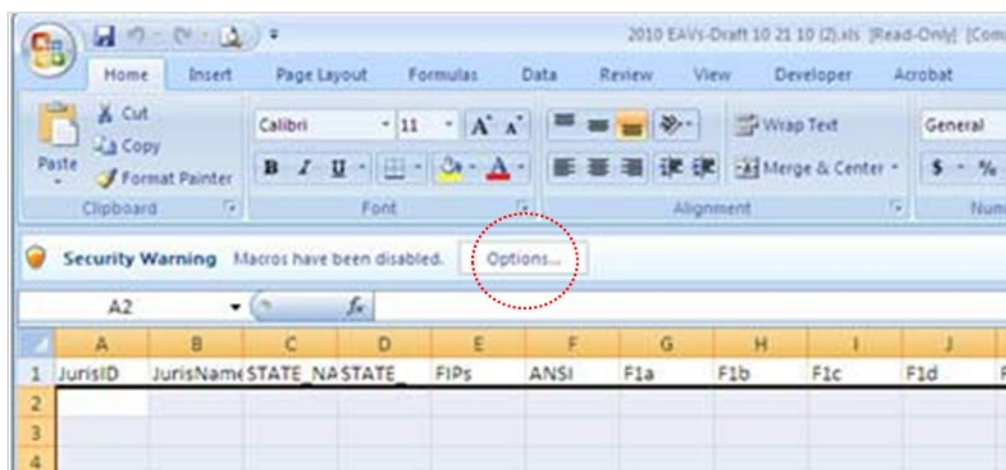 2010 EAVs-Draft 10 21 10 (2).xls [Read-Only] [Com
Home Insert Page Layout Formulas Data Review View Developer Acrobat
Cut
Copy
Format Painter
Paste
Calibri 11 A A Wrap Text General
B I U A Merge & Center $ %
Clipboard Font Alignment Num
Security Warning Macros have been disabled. Options...
A2 fx
A B C D E F G H I J
1 JurisID JurisName STATE_NA STATE_ FIPs ANSI F1a F1b F1c F1d F
2
3
4